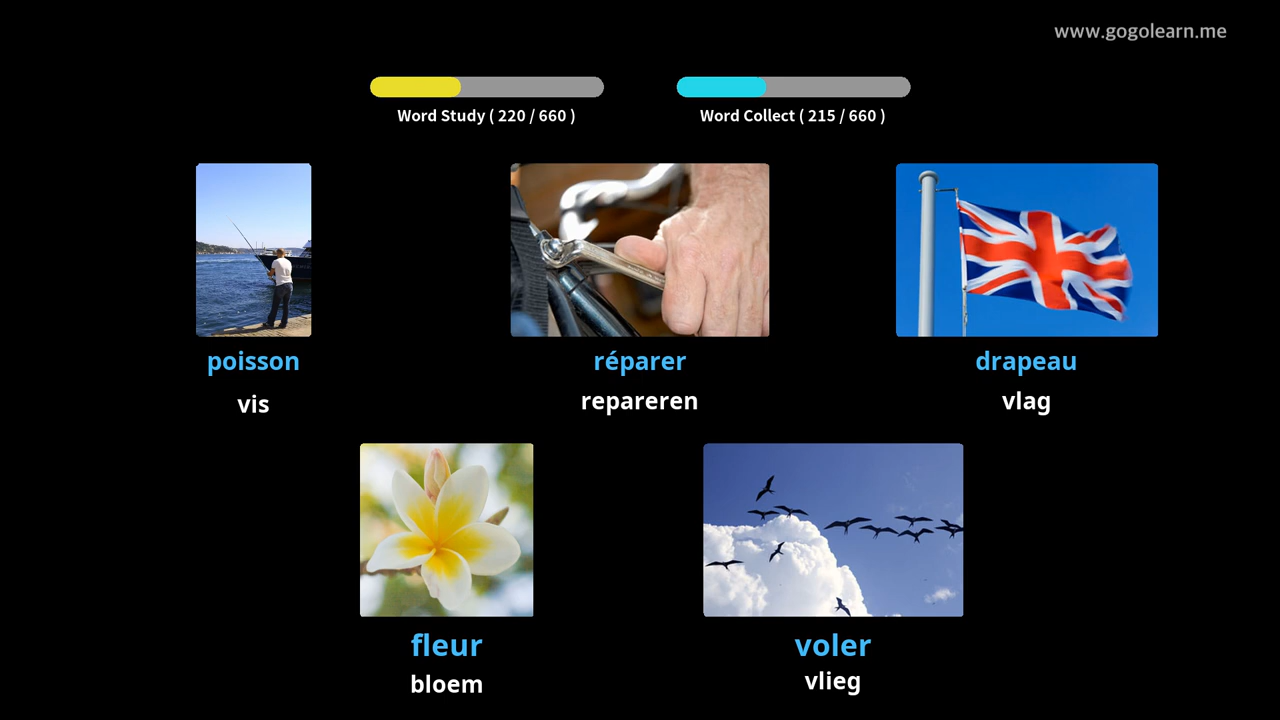 www.gogolearn.me
Word Study ( 220 / 660 )
Word Collect ( 215 / 660 )
poisson
vis
réparer
repareren
drapeau
vlag
fleur
bloem
voler
vlieg